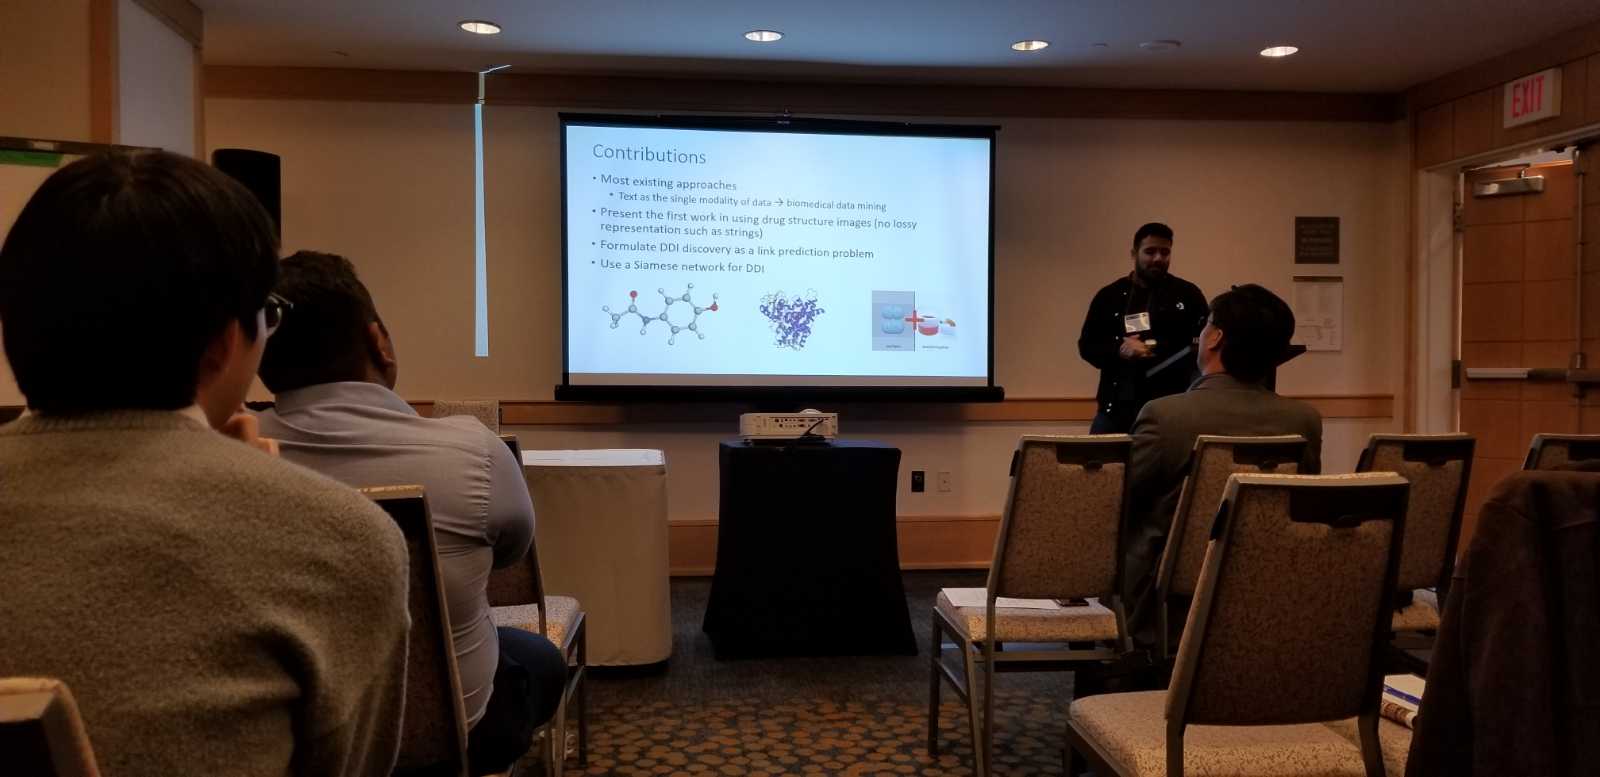 Contributions
• Most existing approaches
• Text as the single modality of data → biomedical data mining
• Present the first work in using drug structure images (no lossy
representation such as strings)
• Formulate DDI discovery as a link prediction problem
• Use a Siamese network for DDI
EXIT